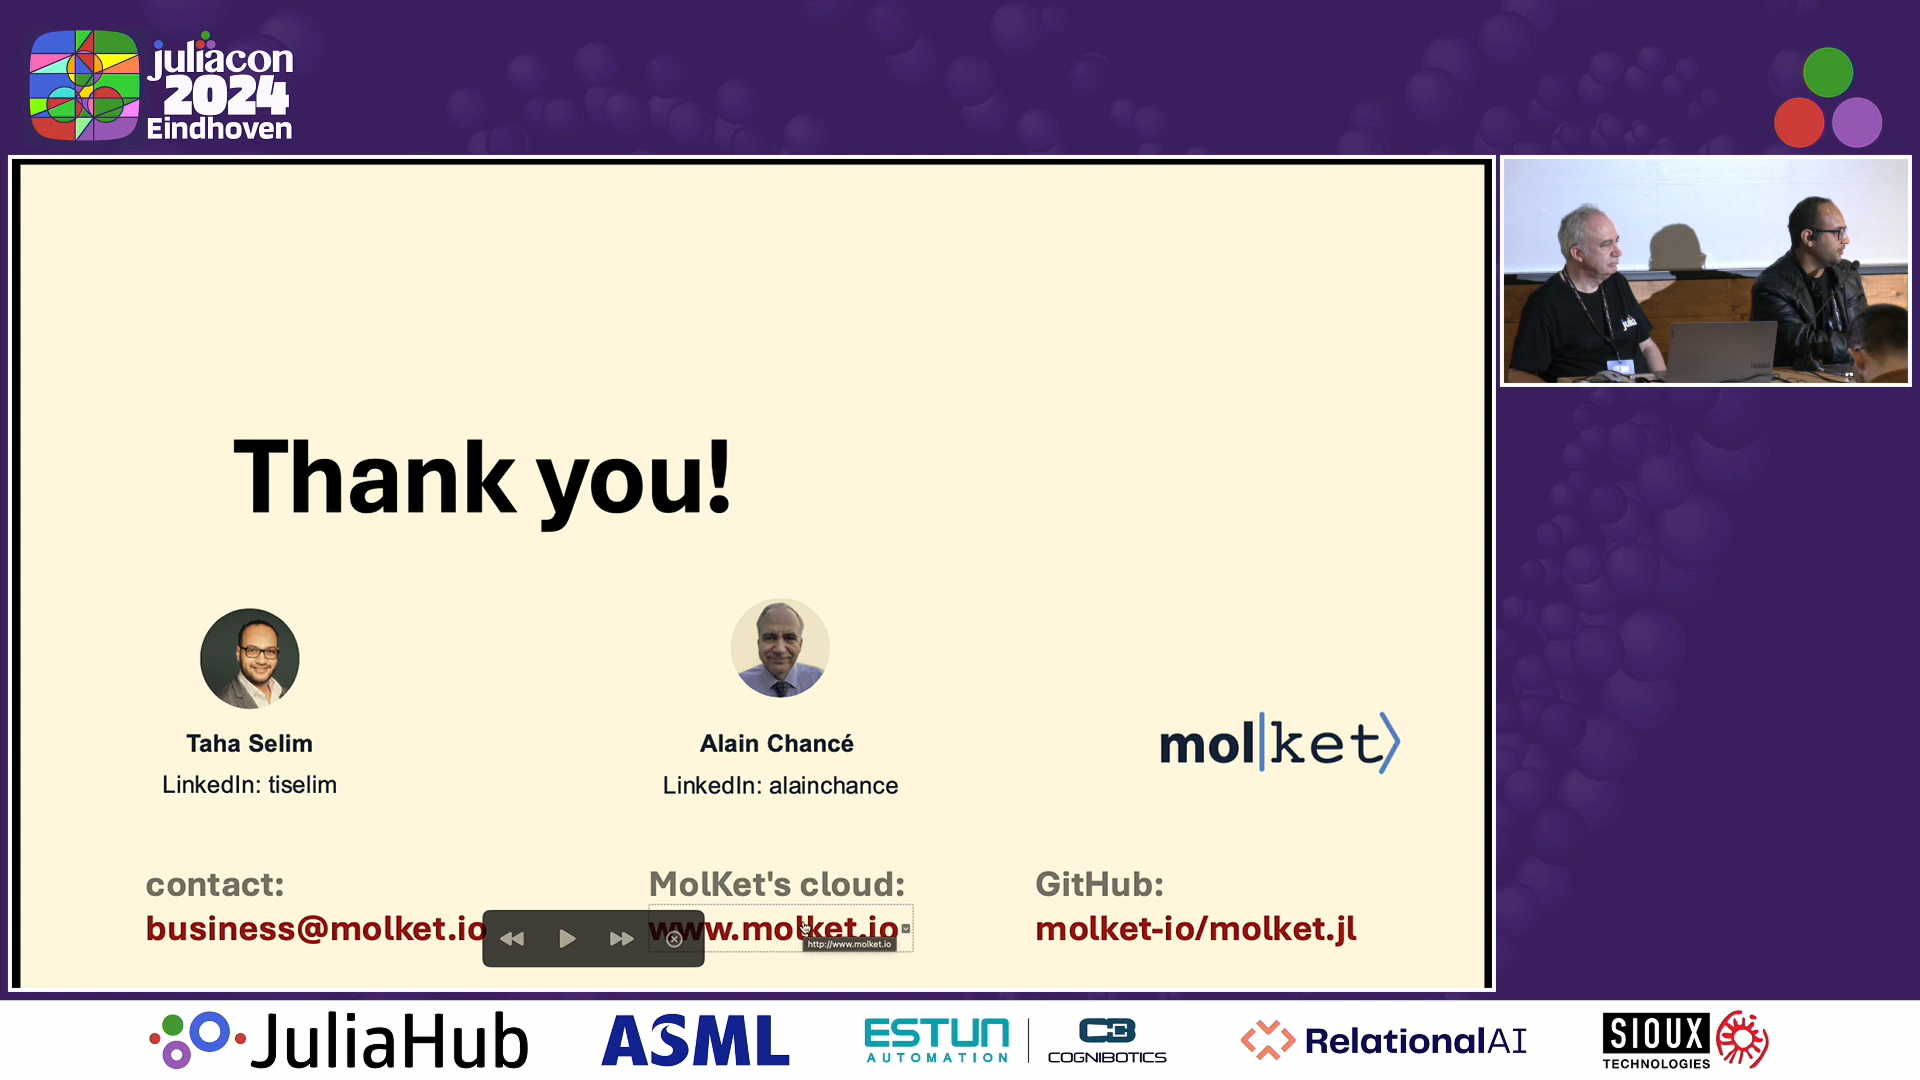 juliacon
2024
Eindhoven
julia
Thank you!
Taha Selim
LinkedIn: tiselim
Alain Chancé
LinkedIn: alainchance
mol|ket⟩
contact:
business@molket.io
MolKet's cloud:
www.molket.io
http://www.molket.io
GitHub:
molket-io/molket.jl
JuliaHub
ASML
ESTUN
AUTOMATION
COGNIBOTICS
RelationalAI
SIOUX
TECHNOLOGIES